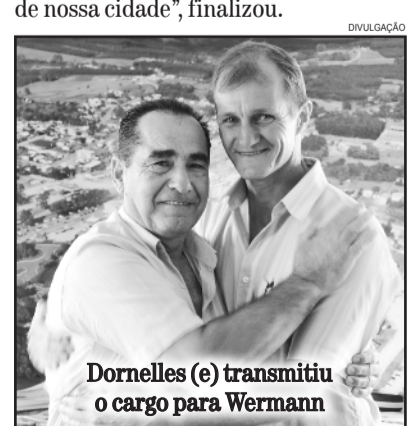 de nossa cidade”, finalizou.
DIVULGAÇÃO
Dornelles (e) transmitiu
o cargo para Wermann